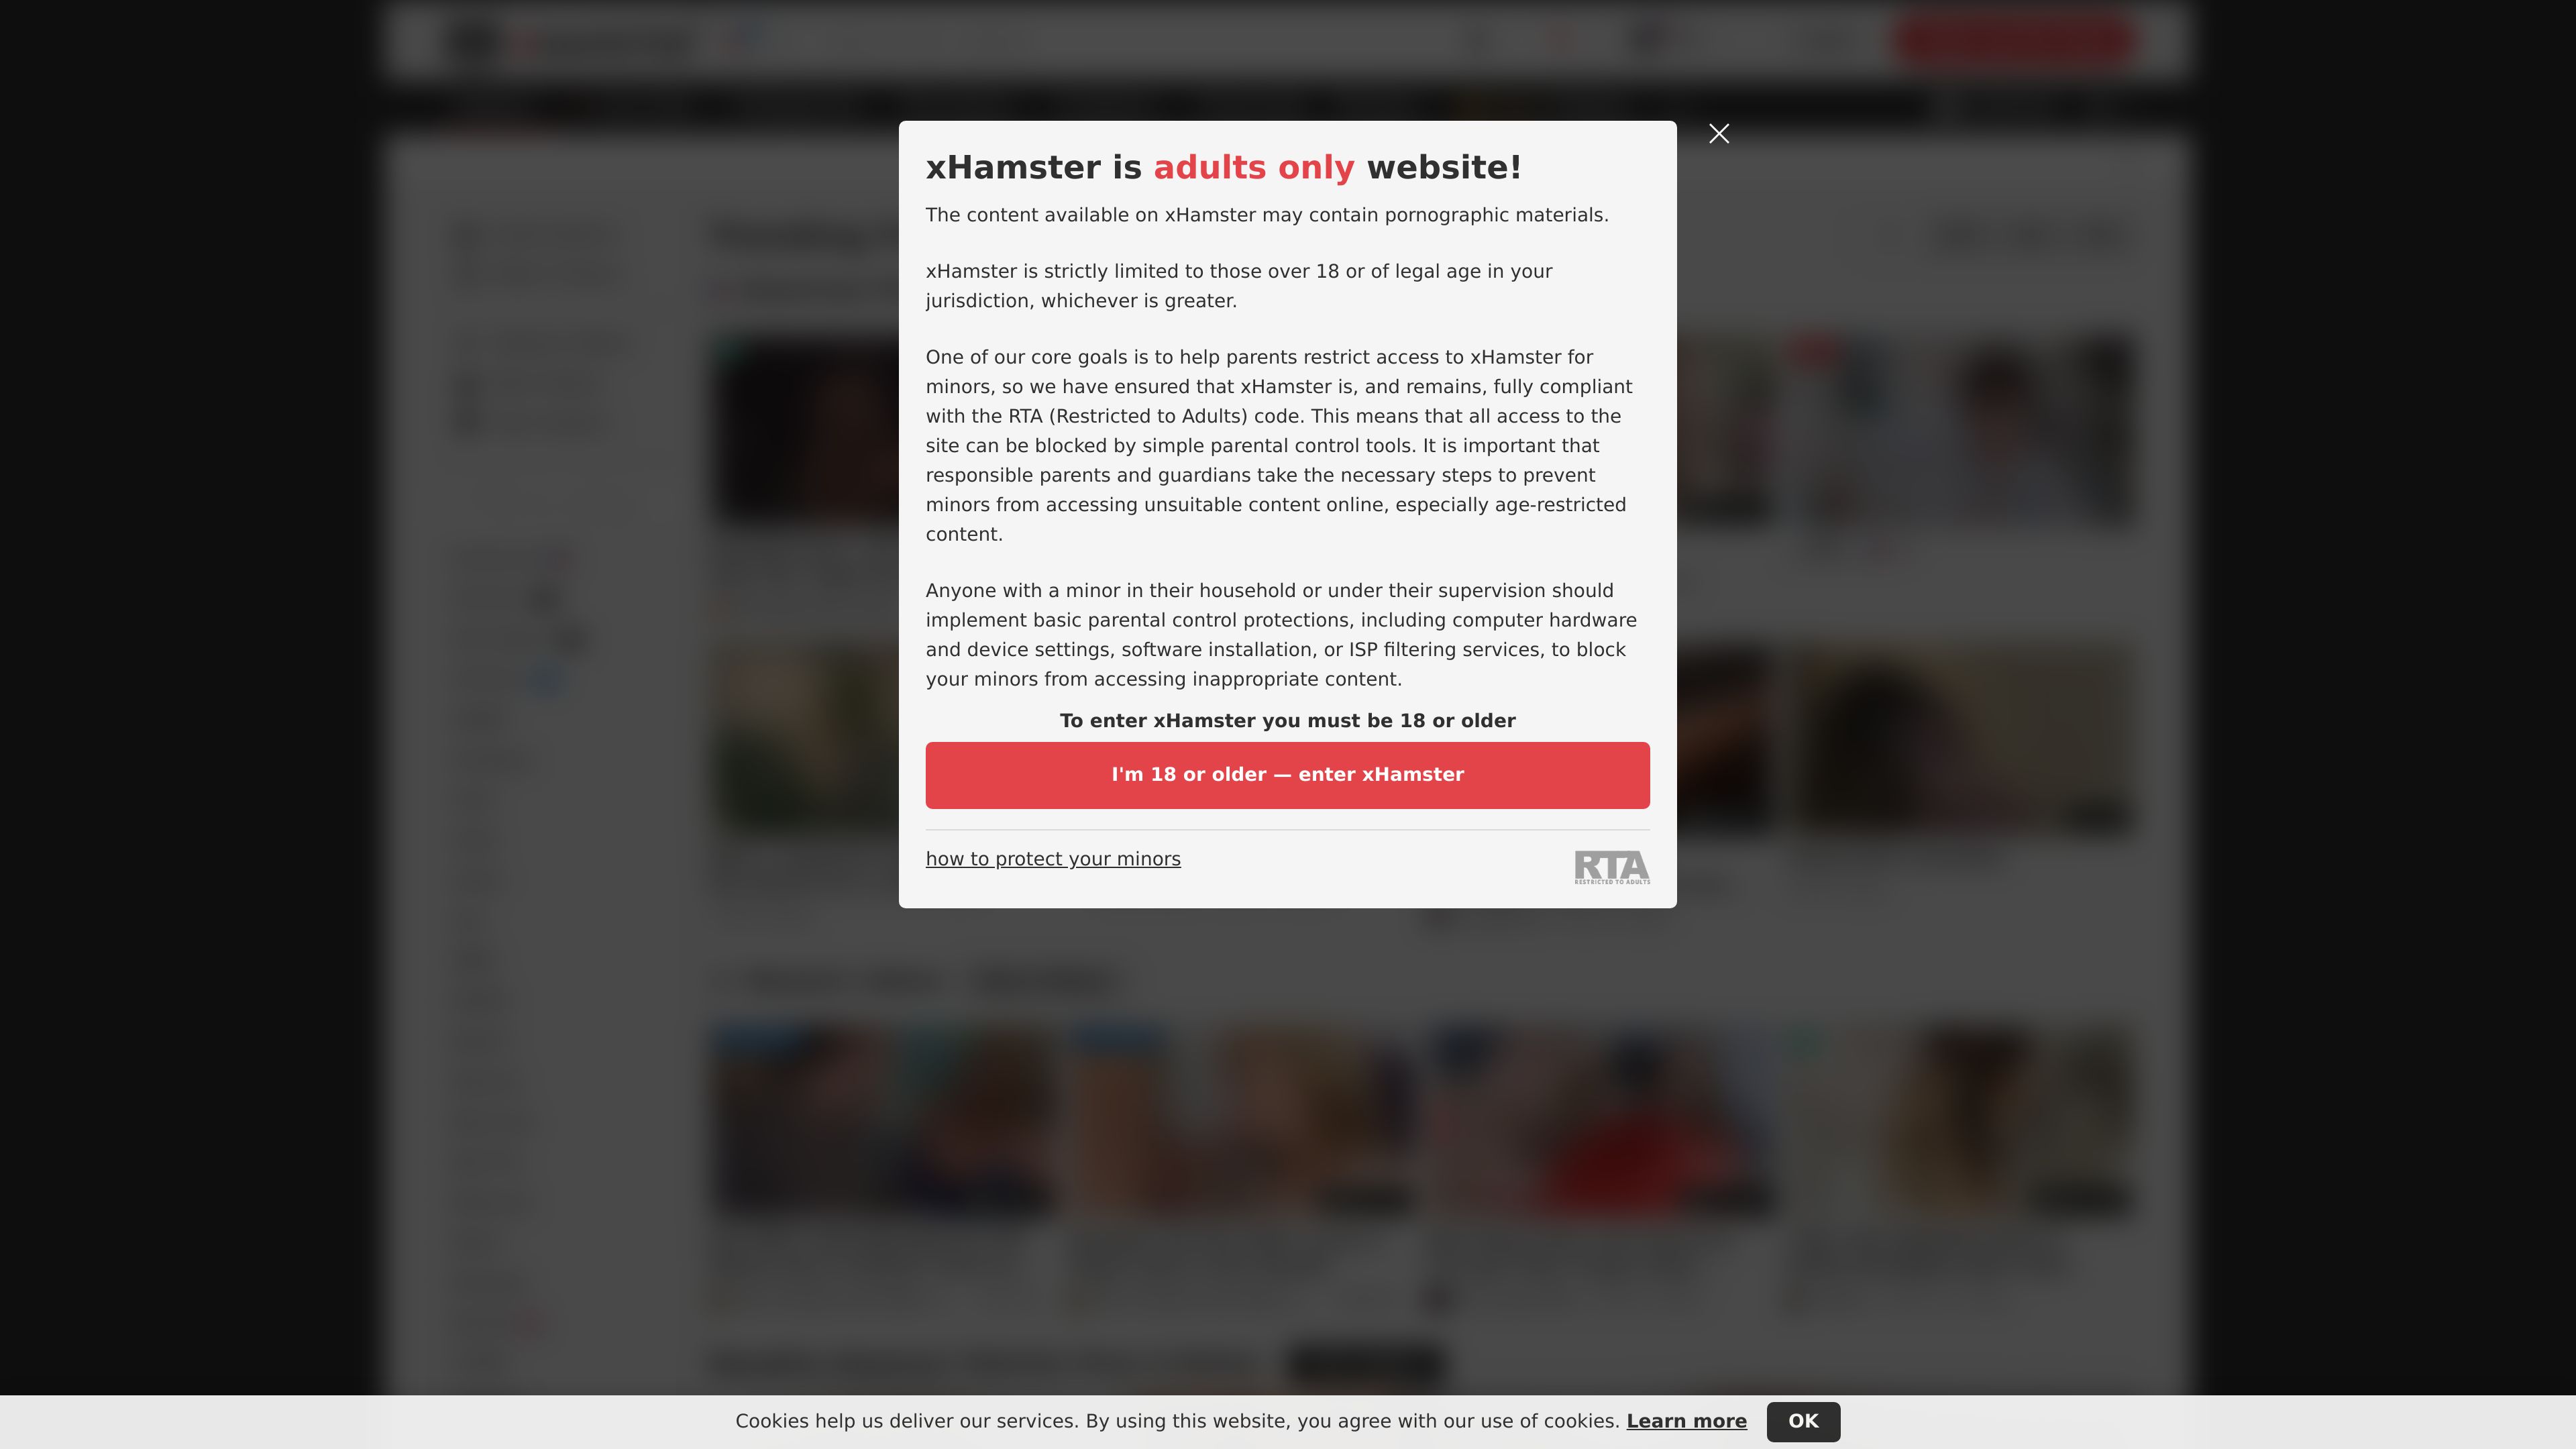 xHamster is adults only website!
The content available on xHamster may contain pornographic materials.
xHamster is strictly limited to those over 18 or of legal age in your
jurisdiction, whichever is greater.
One of our core goals is to help parents restrict access to xHamster for
minors, so we have ensured that xHamster is, and remains, fully compliant
with the RTA (Restricted to Adults) code. This means that all access to the
site can be blocked by simple parental control tools. It is important that
responsible parents and guardians take the necessary steps to prevent
minors from accessing unsuitable content online, especially age-restricted
content.
Anyone with a minor in their household or under their supervision should
implement basic parental control protections, including computer hardware
and device settings, software installation, or ISP filtering services, to block
your minors from accessing inappropriate content.
To enter xHamster you must be 18 or older
I'm 18 or older — enter xHamster
how to protect your minors
RTA
RESTRICTED TO ADULTS
Cookies help us deliver our services. By using this website, you agree with our use of cookies. Learn more OK